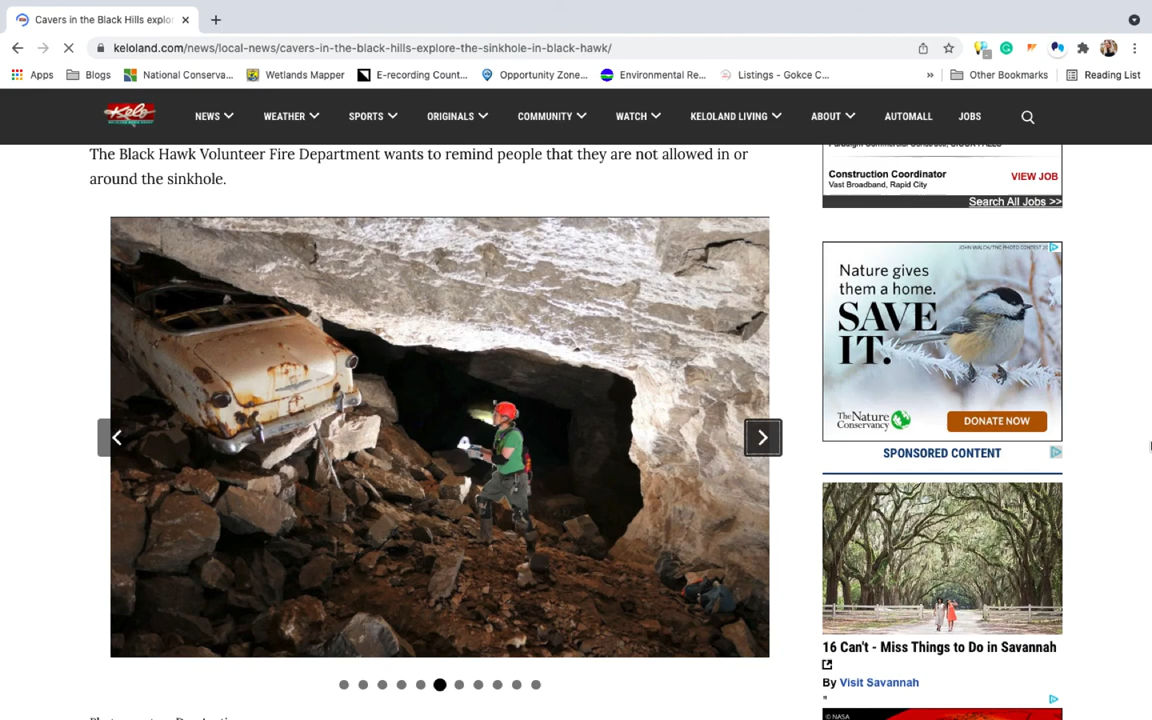 Cavers in the Black Hills explo
keloland.com/news/local-news/cavers-in-the-black-hills-explore-the-sinkhole-in-black-hawk/
Apps Blogs National Conserva... Wetlands Mapper E-recording Count... Opportunity Zone... Environmental Re... Listings - Gokce C... » Other Bookmarks Reading List
Kelo NEWS WEATHER SPORTS ORIGINALS COMMUNITY WATCH KELOLAND LIVING ABOUT AUTOMALL JOBS
The Black Hawk Volunteer Fire Department wants to remind people that they are not allowed in or
around the sinkhole.
Construction Coordinator
Vast Broadband, Rapid City
VIEW JOB
Search All Jobs >>
Nature gives
them a home.
SAVE
IT.
The Nature
Conservancy
DONATE NOW
SPONSORED CONTENT
16 Can't - Miss Things to Do in Savannah
By Visit Savannah
"
© NASA